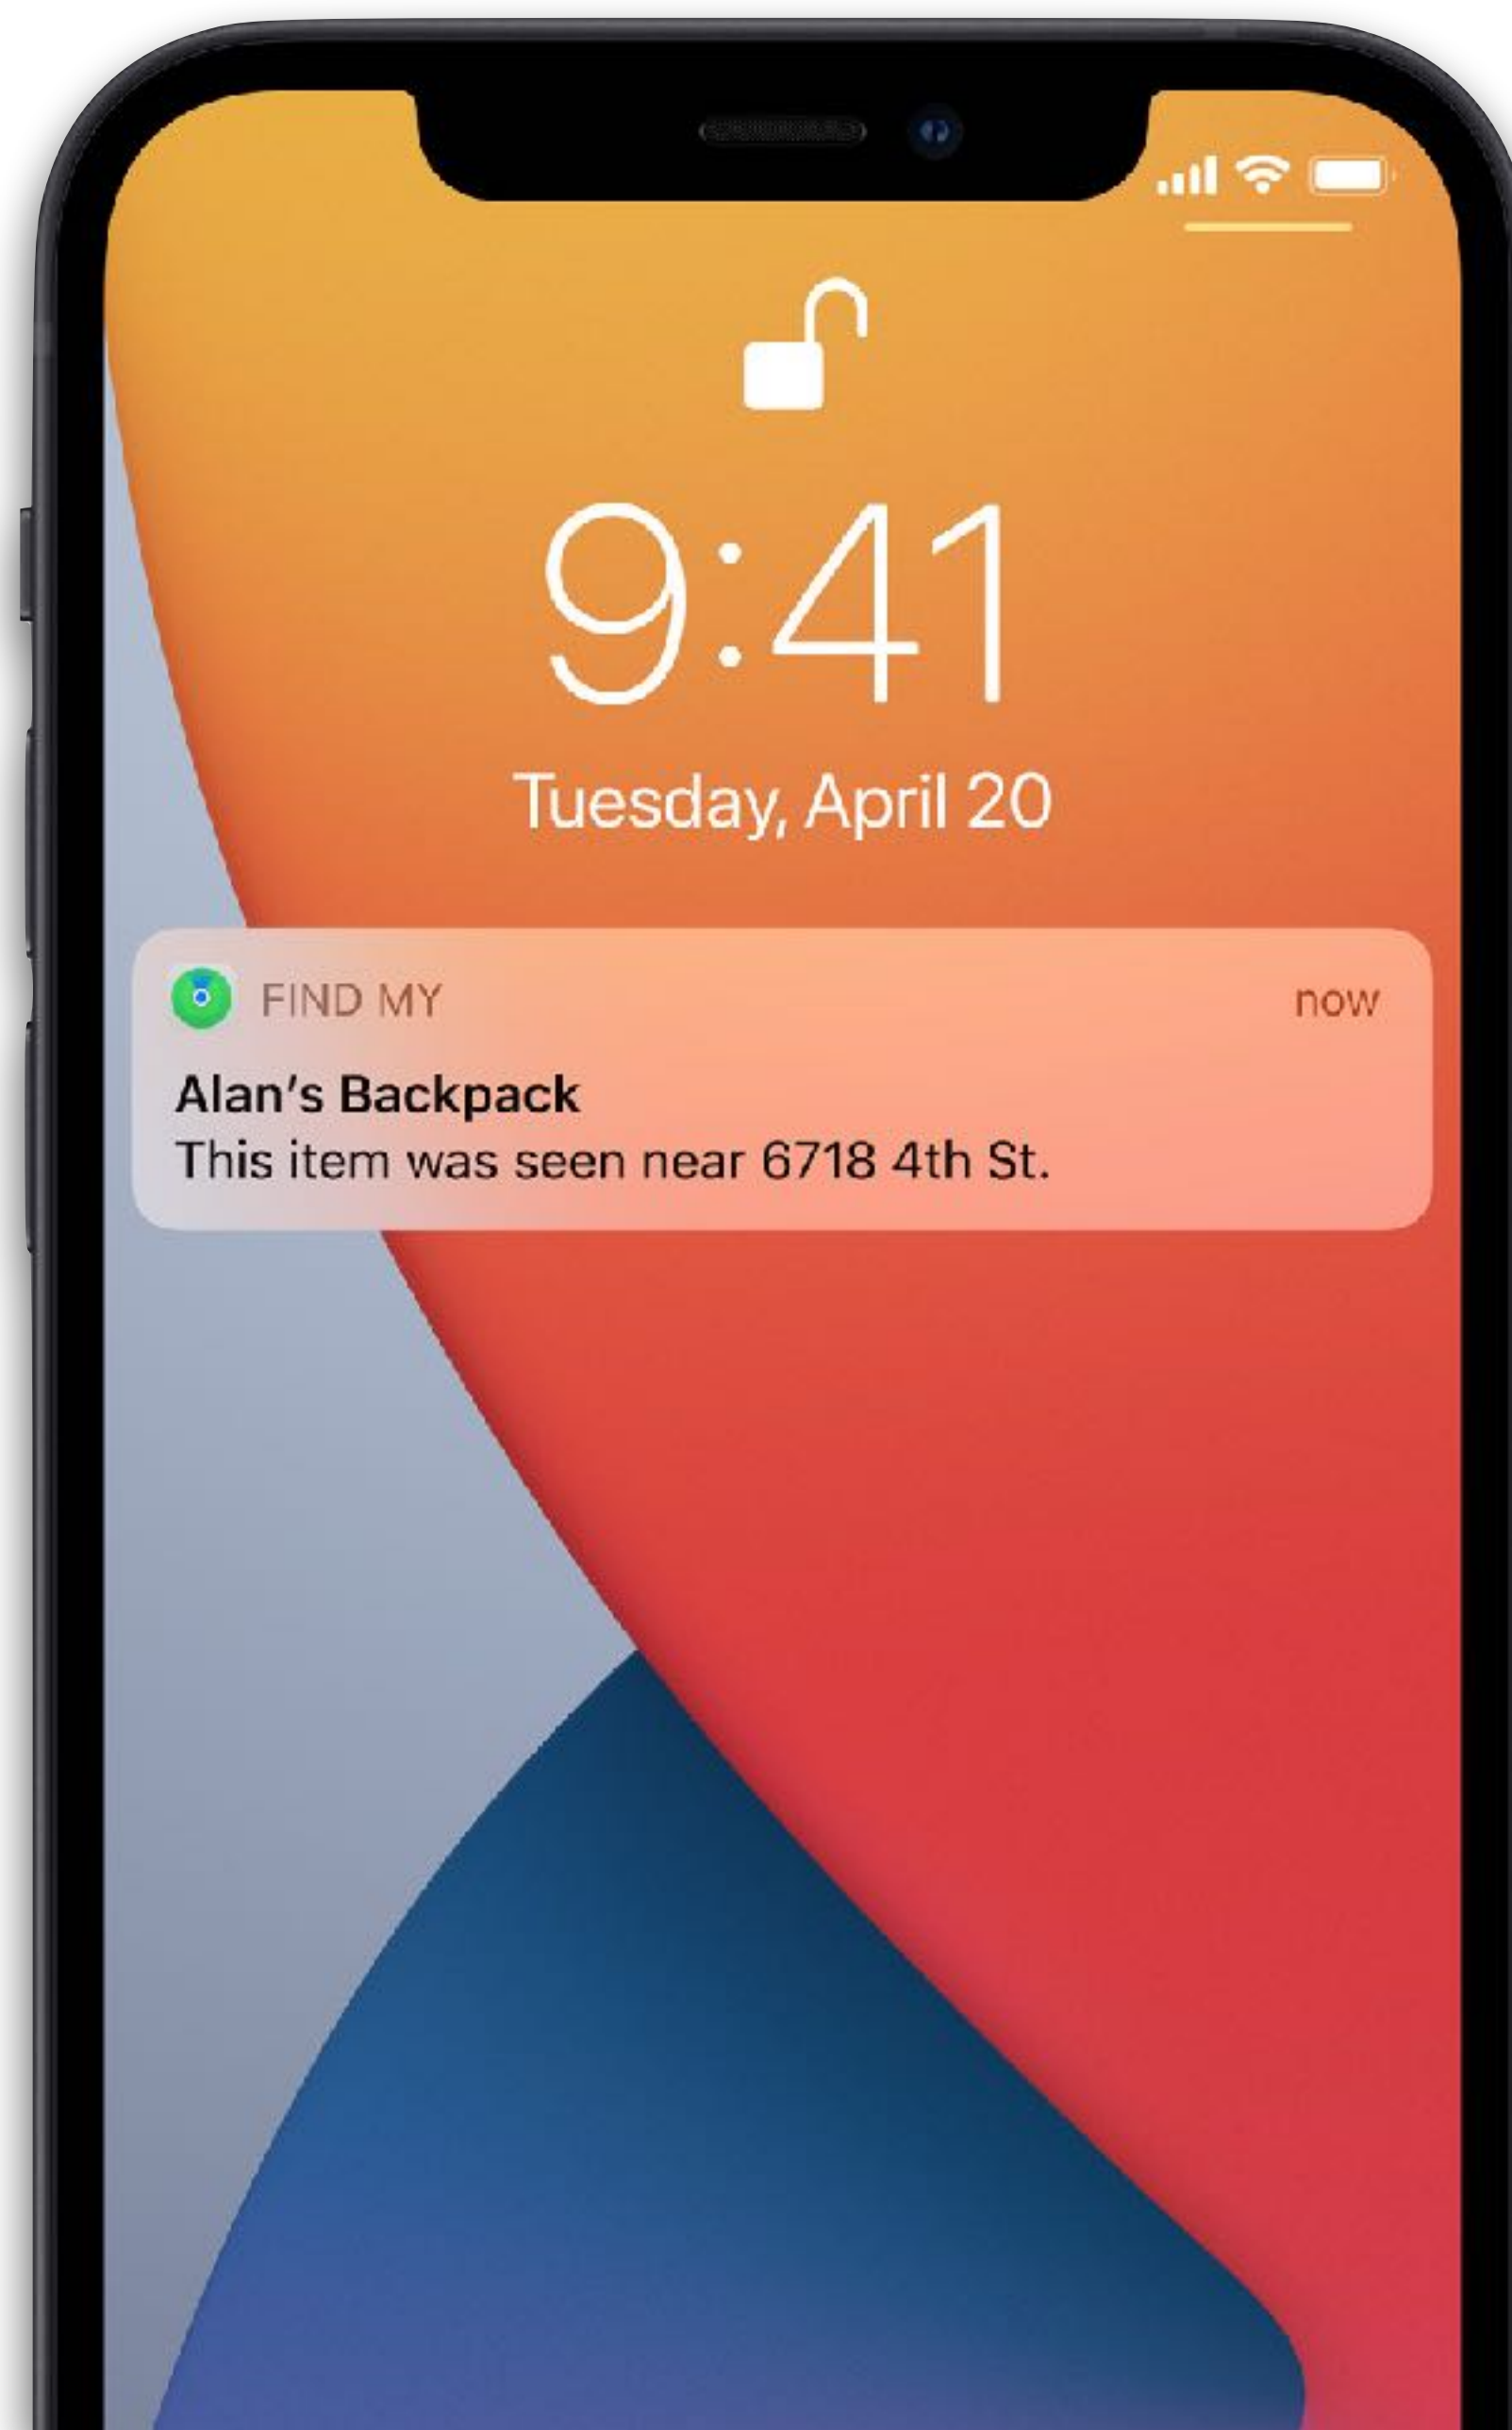 9:41
Tuesday, April 20
FIND MY now
Alan's Backpack
This item was seen near 6718 4th St.